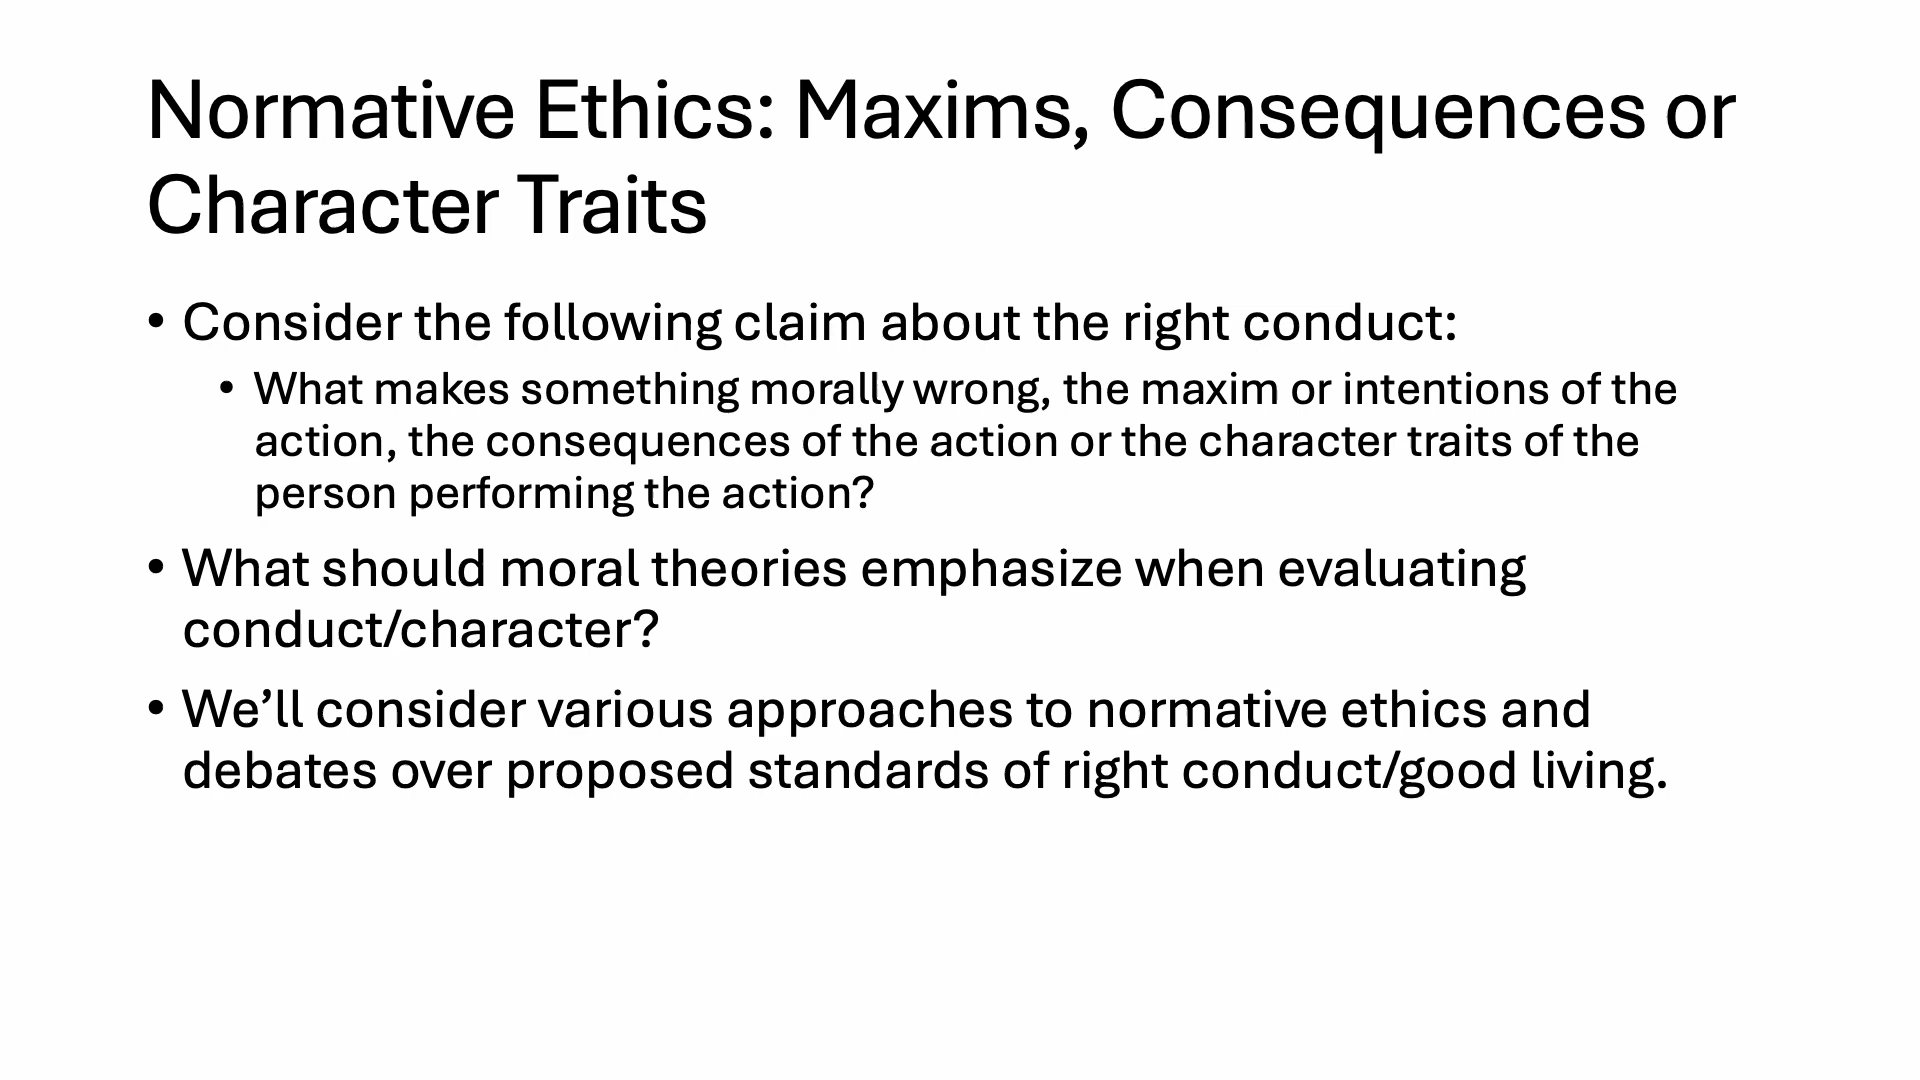 Normative Ethics: Maxims, Consequences or
Character Traits
• Consider the following claim about the right conduct:
• What makes something morally wrong, the maxim or intentions of the
action, the consequences of the action or the character traits of the
person performing the action?
• What should moral theories emphasize when evaluating
conduct/character?
• We’ll consider various approaches to normative ethics and
debates over proposed standards of right conduct/good living.